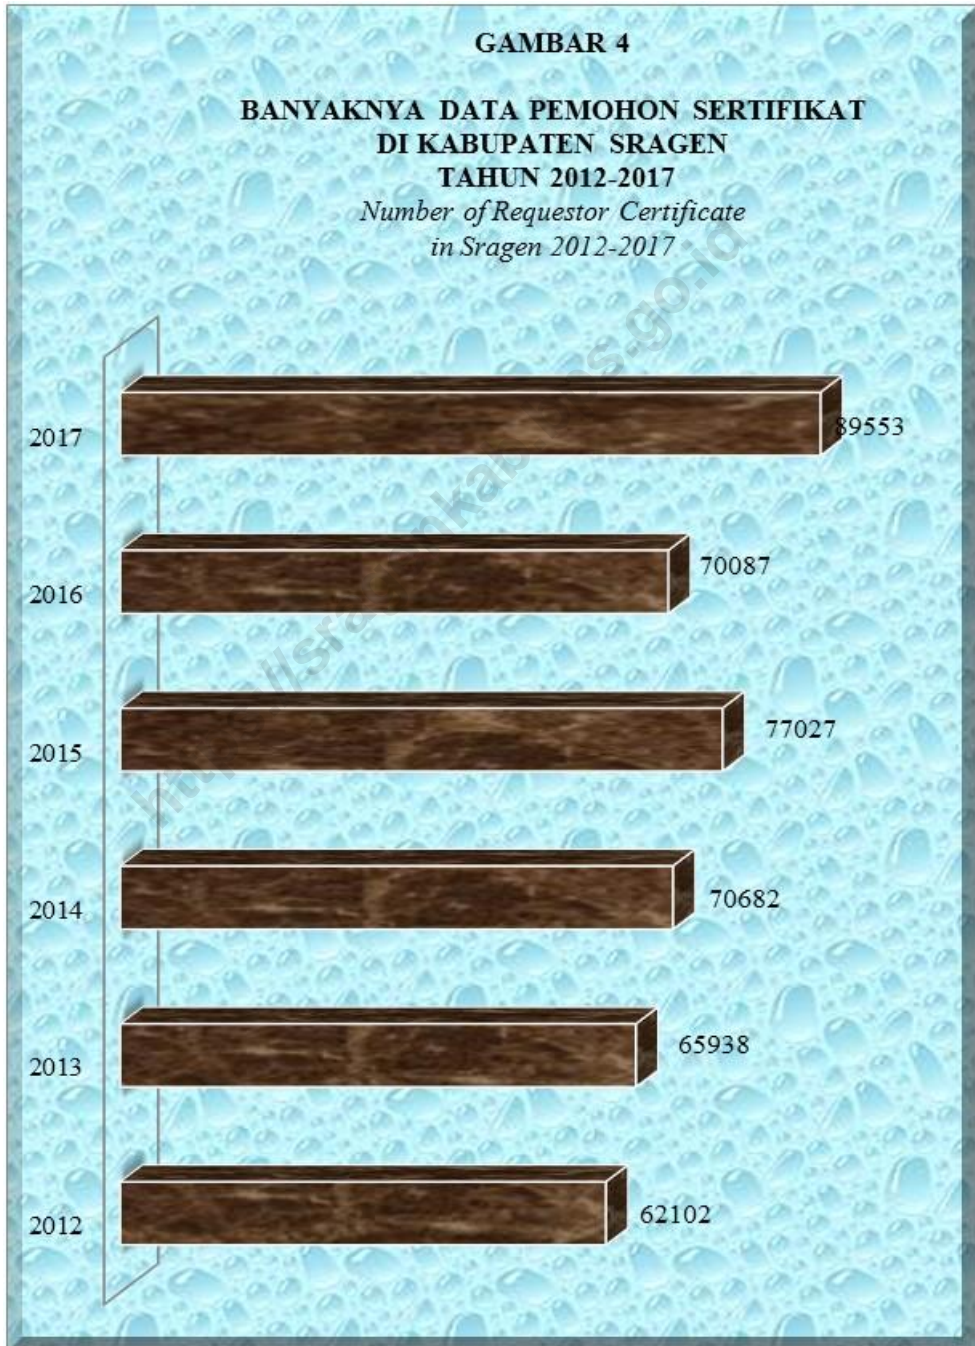 GAMBAR 4
BANYAKNYA DATA PEMOHON SERTIFIKAT
DI KABUPATEN SRAGEN
TAHUN 2012-2017
Number of Requestor Certificate
in Sragen 2012-2017
2017
89553
2016
70087
2015
77027
2014
70682
2013
65938
2012
62102